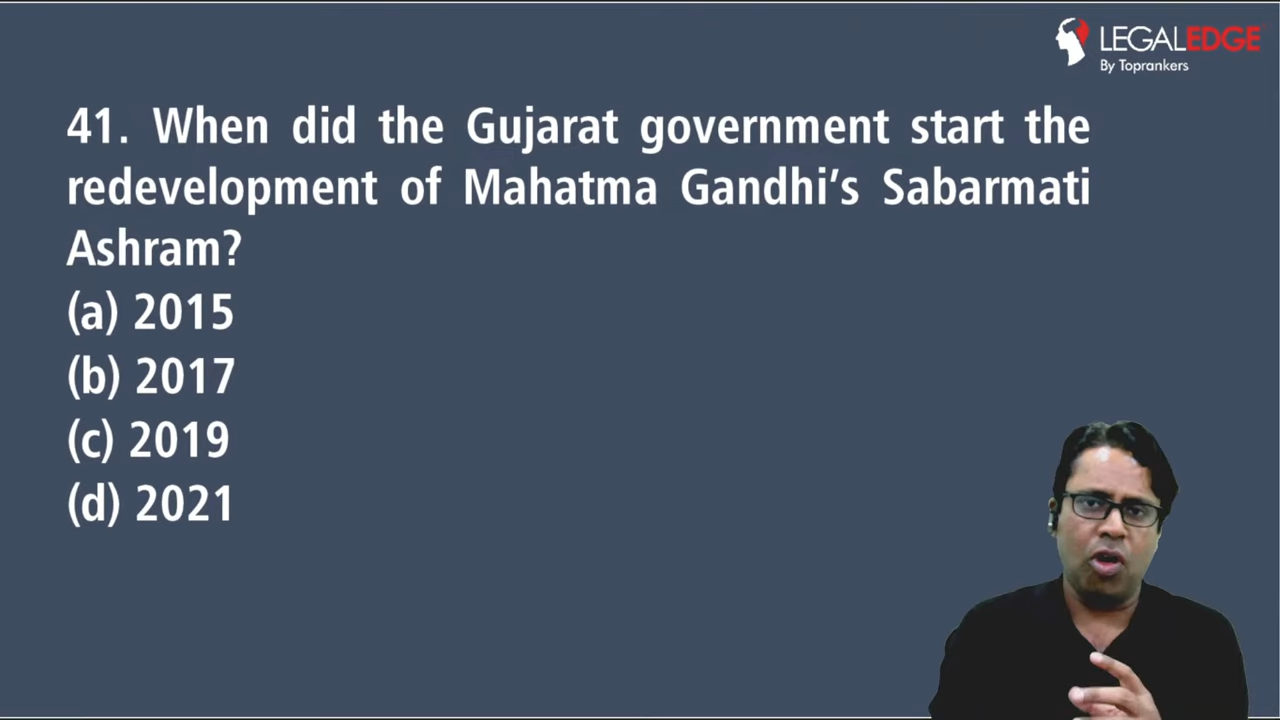 LEGALEDGE
By Toprankers
41. When did the Gujarat government start the
redevelopment of Mahatma Gandhi’s Sabarmati
Ashram?
(a) 2015
(b) 2017
(c) 2019
(d) 2021